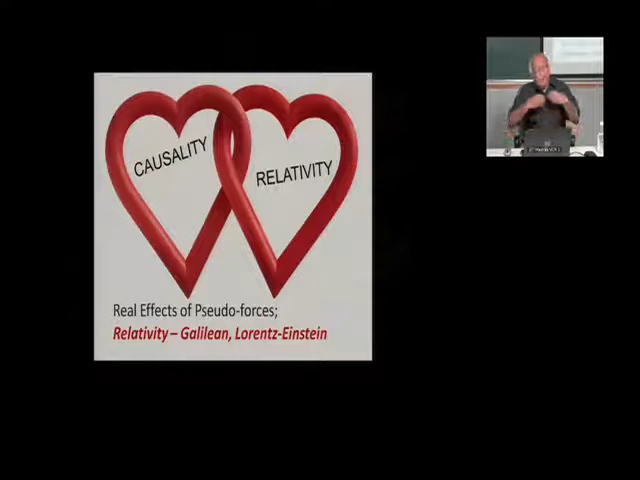 CAUSALITY
RELATIVITY
Real Effects of Pseudo-forces;
Relativity – Galilean, Lorentz-Einstein